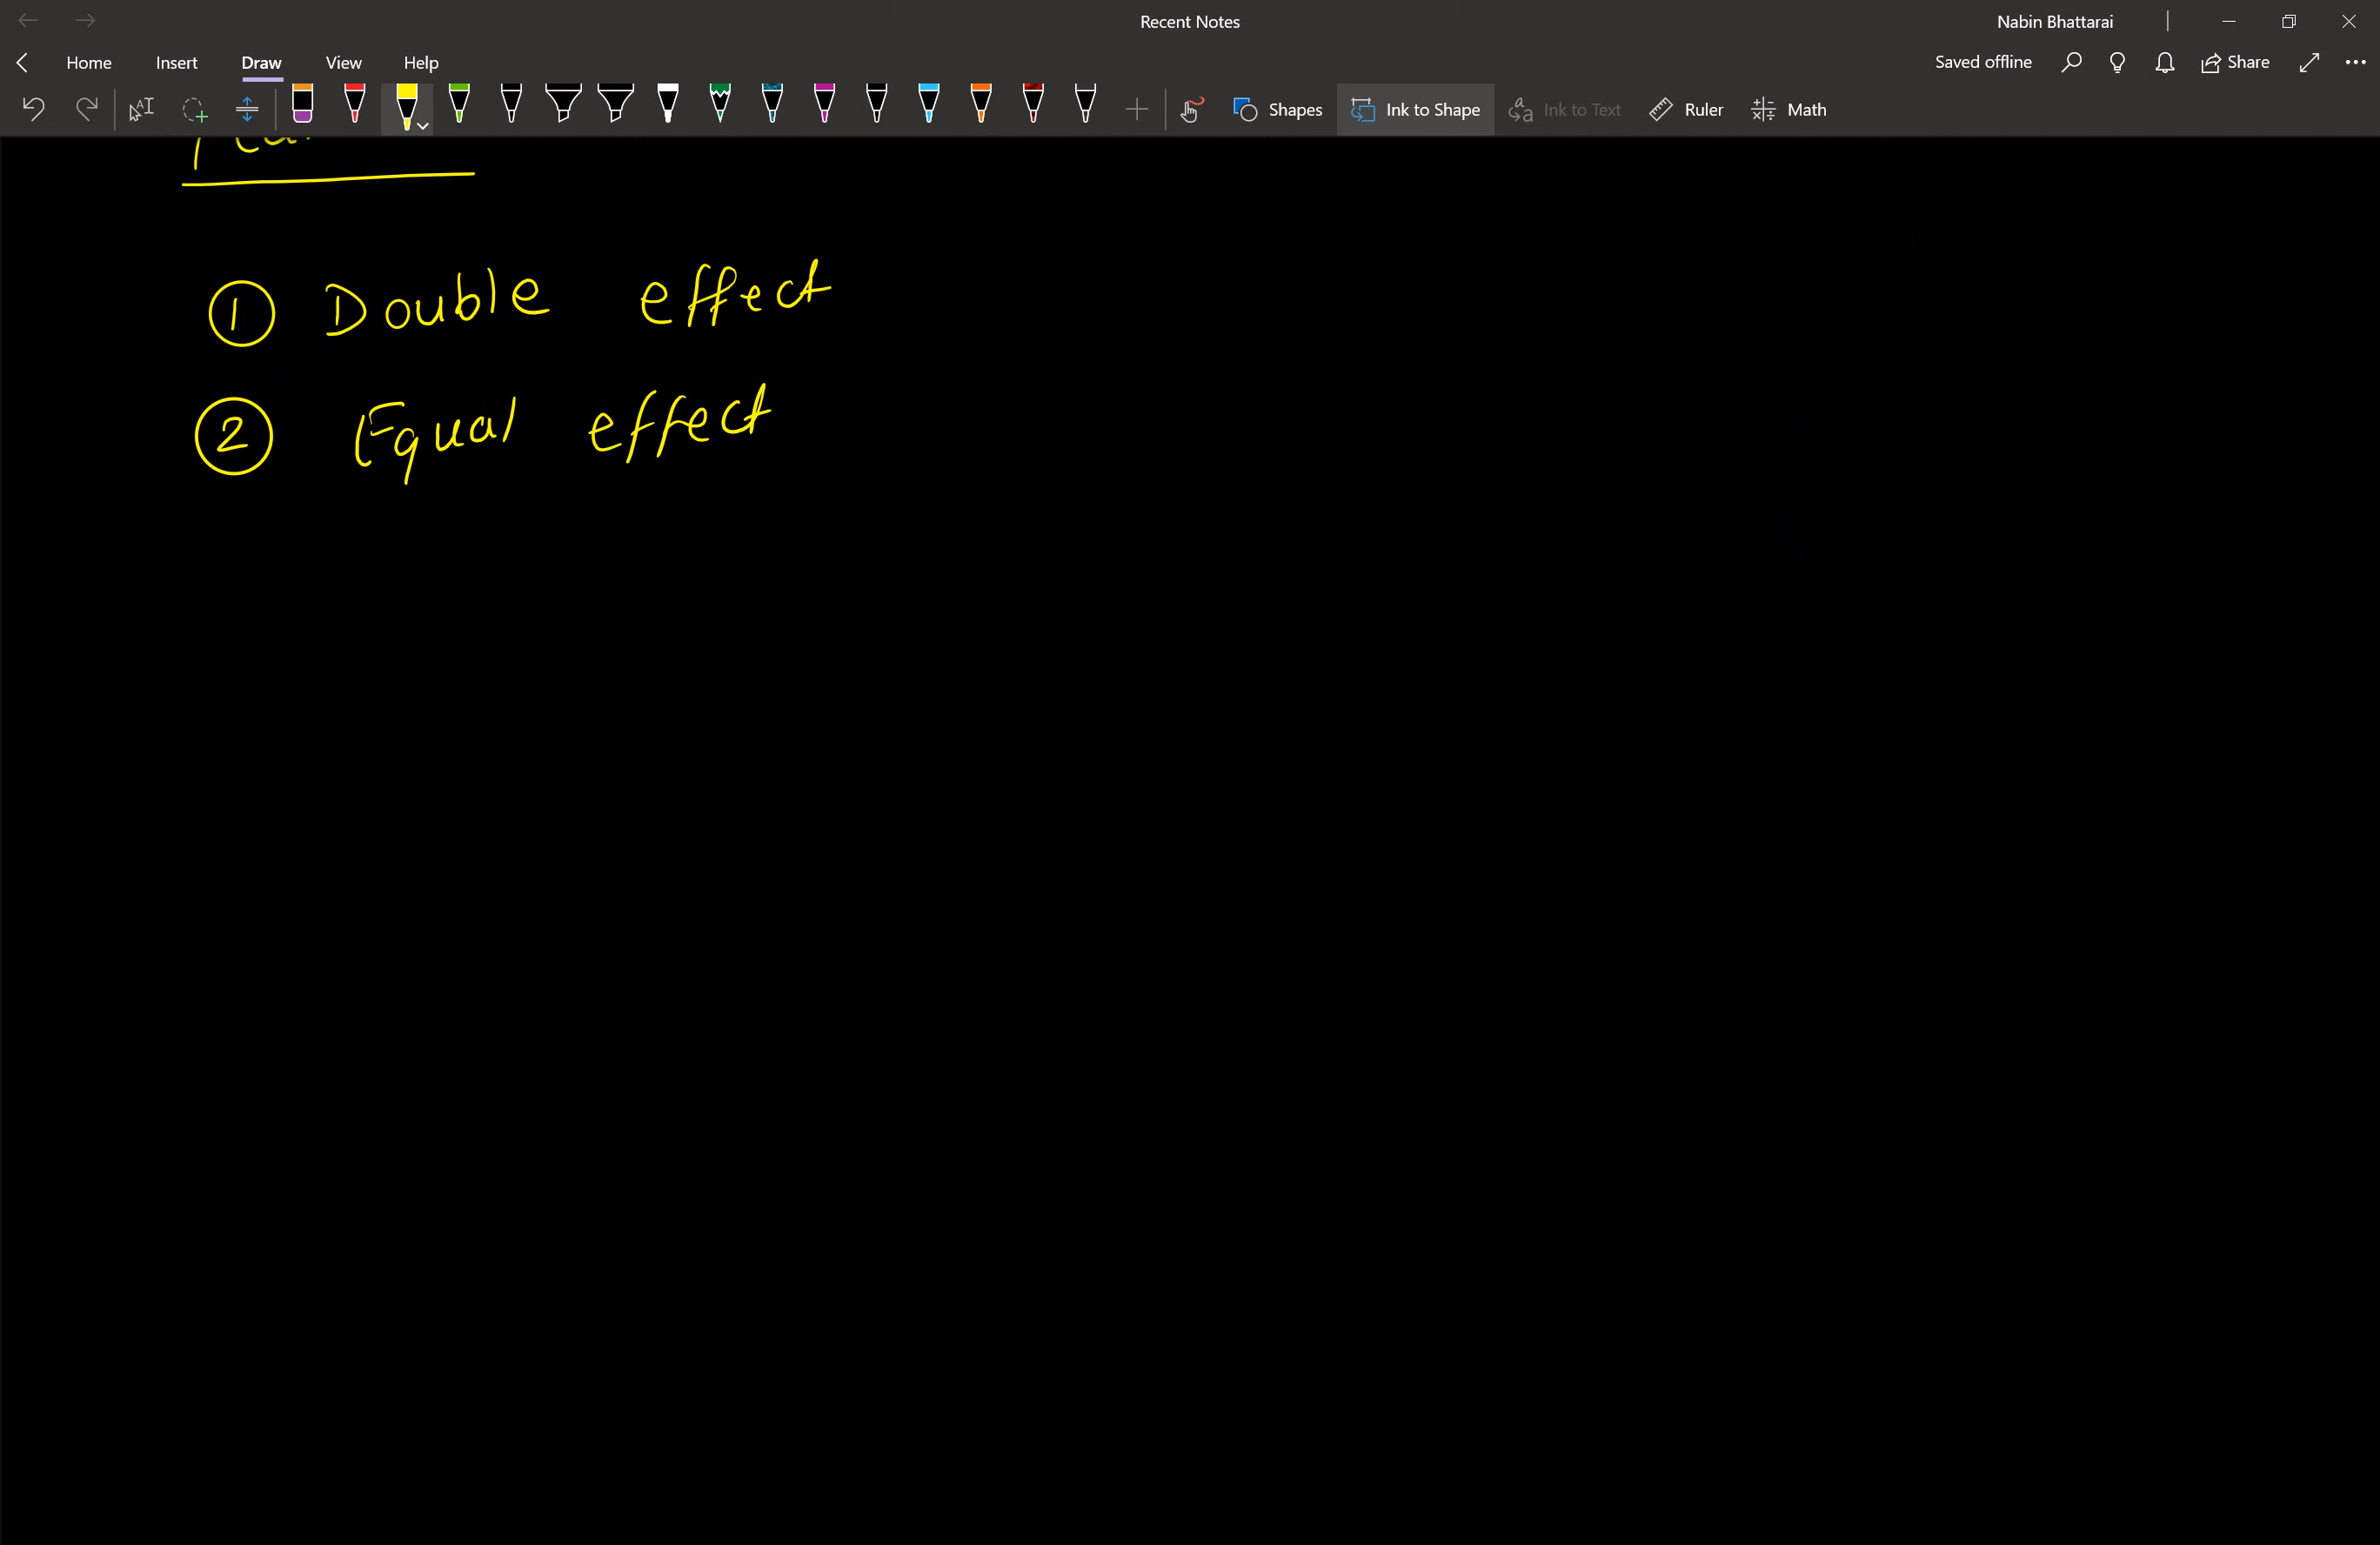 Recent Notes
Nabin Bhattarai
Home Insert Draw View Help
Saved offline
Share
Shapes
Ink to Shape
Ink to Text
Ruler
Math
① Double effect
② Equal effect